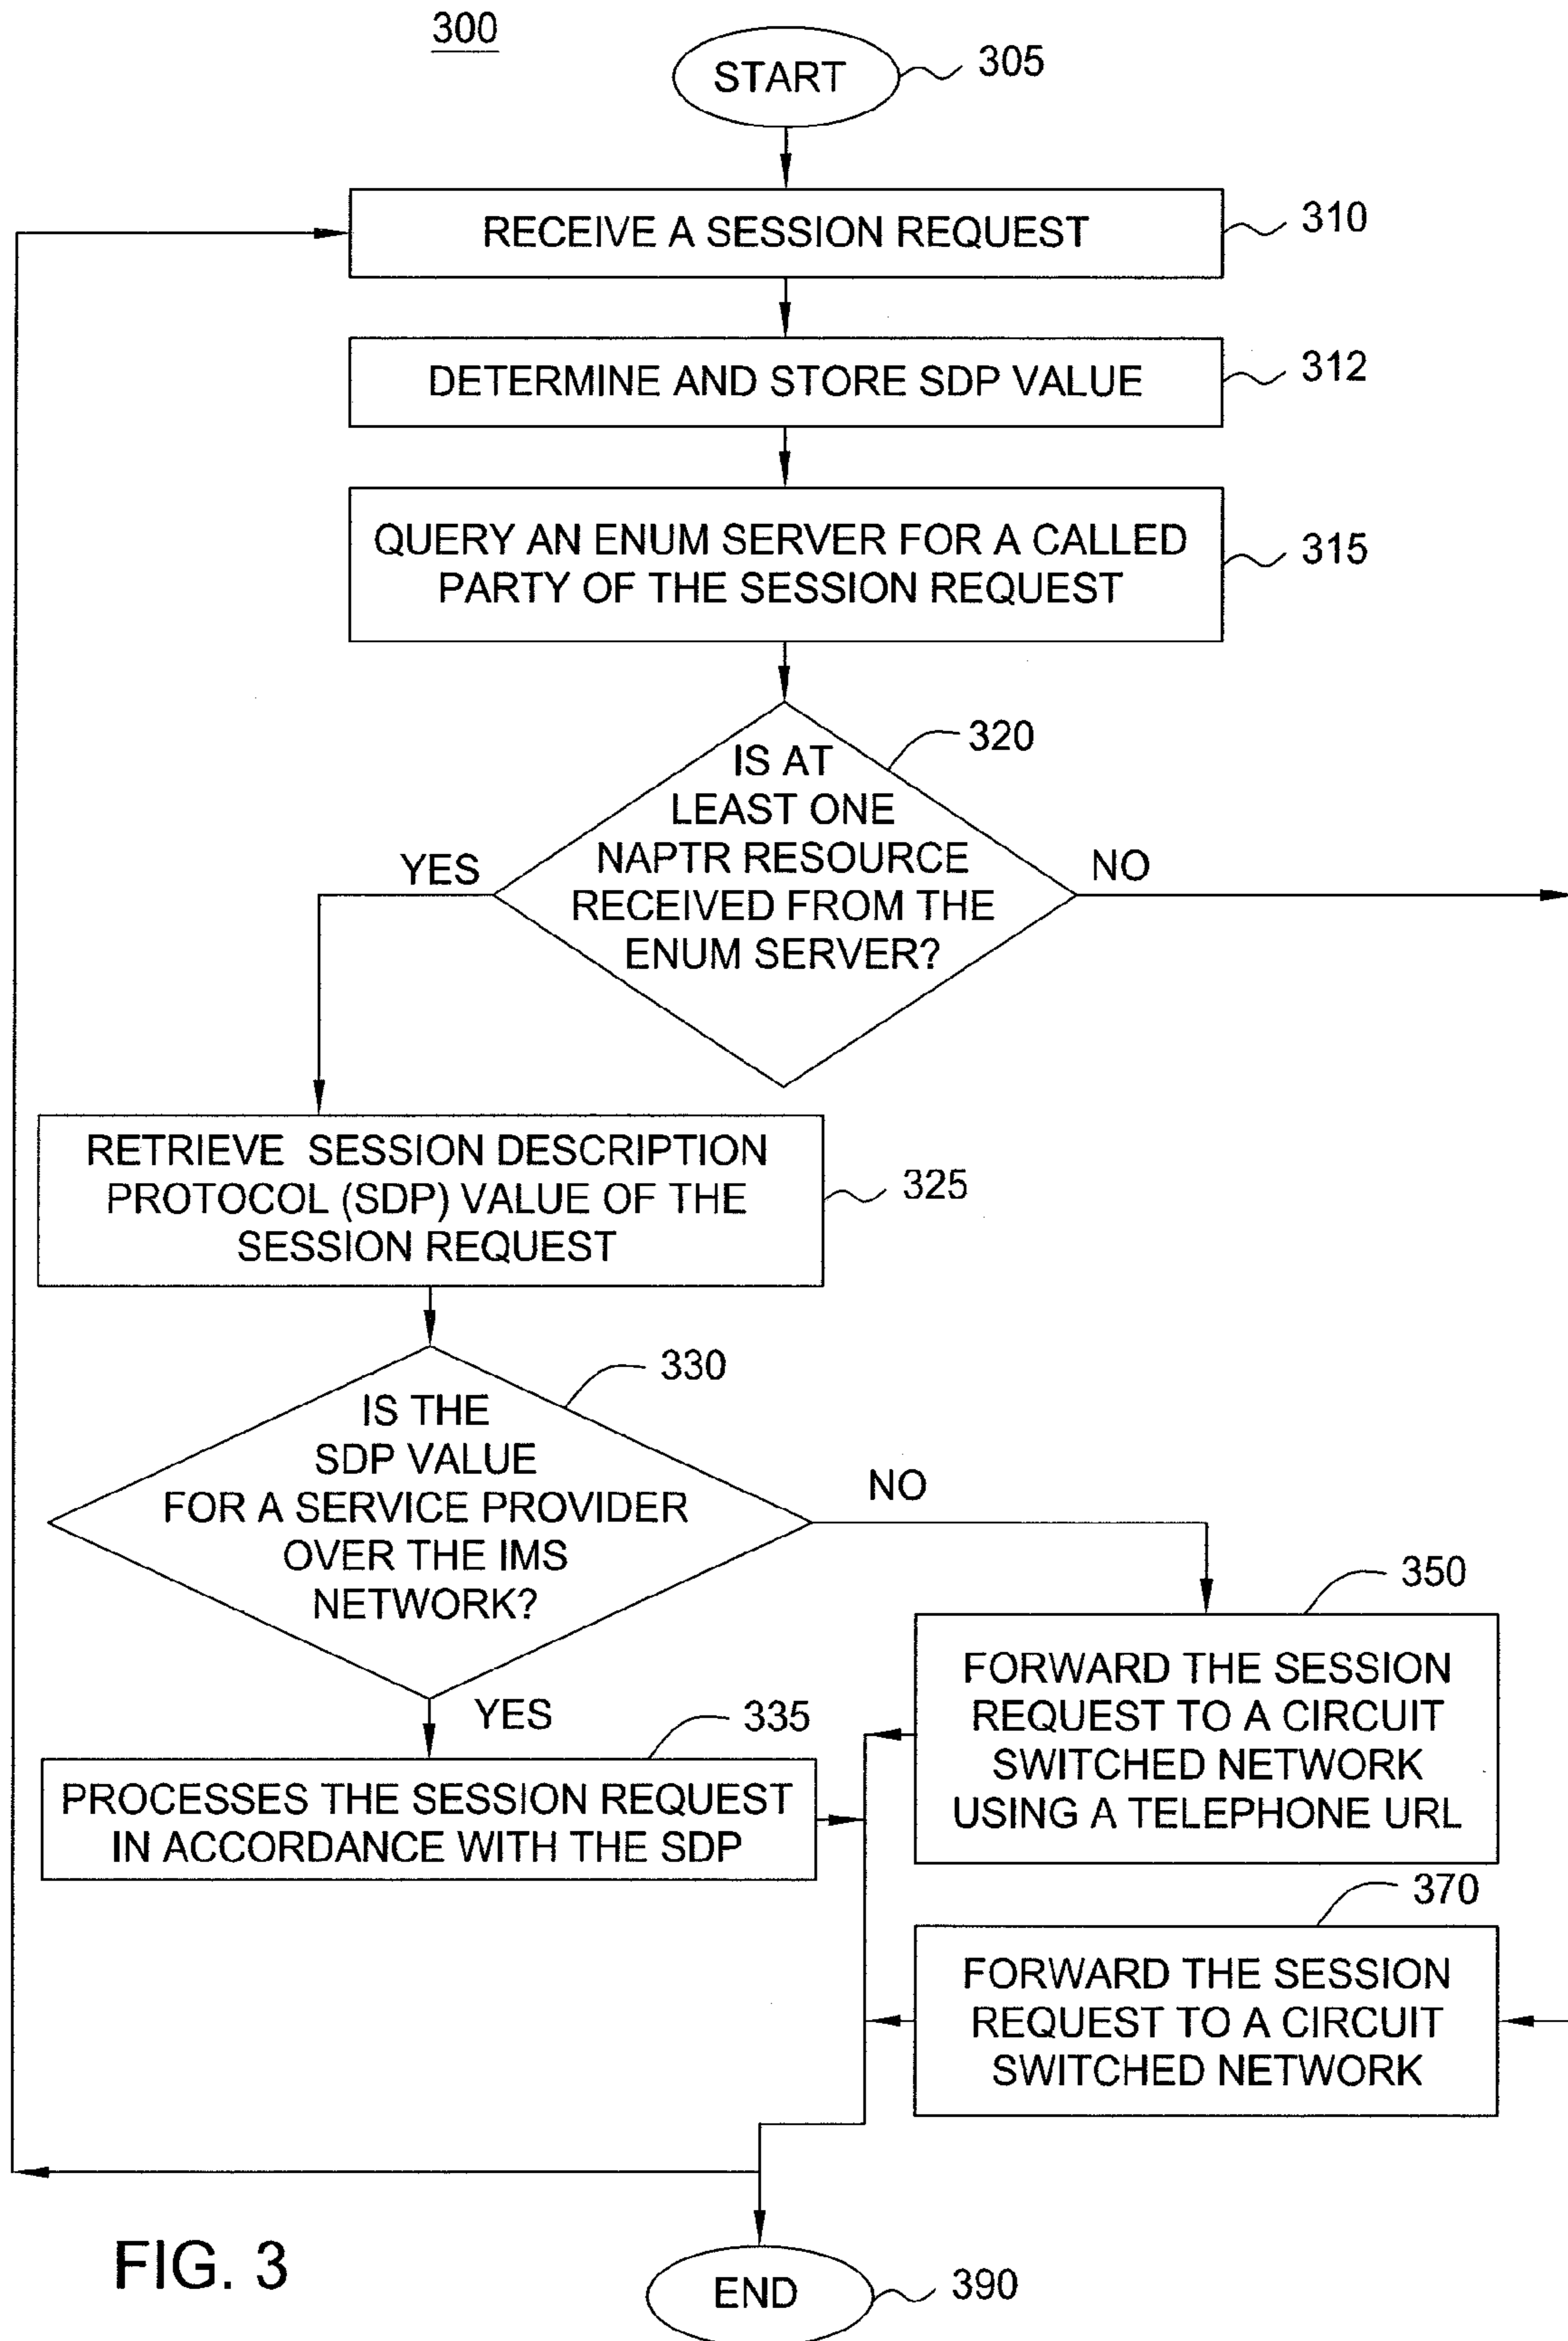 300
START
305
RECEIVE A SESSION REQUEST
310
DETERMINE AND STORE SDP VALUE
312
QUERY AN ENUM SERVER FOR A CALLED
PARTY OF THE SESSION REQUEST
315
320
IS AT
LEAST ONE
NAPTR RESOURCE
RECEIVED FROM THE
ENUM SERVER?
YES
NO
RETRIEVE SESSION DESCRIPTION
PROTOCOL (SDP) VALUE OF THE
SESSION REQUEST
325
330
IS THE
SDP VALUE
FOR A SERVICE PROVIDER
OVER THE IMS
NETWORK?
NO
YES
335
PROCESSES THE SESSION REQUEST
IN ACCORDANCE WITH THE SDP
350
FORWARD THE SESSION
REQUEST TO A CIRCUIT
SWITCHED NETWORK
USING A TELEPHONE URL
370
FORWARD THE SESSION
REQUEST TO A CIRCUIT
SWITCHED NETWORK
FIG. 3
END
390